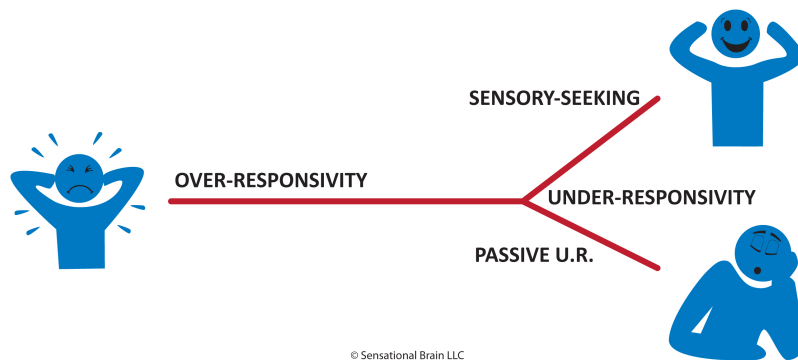 SENSORY-SEEKING
OVER-RESPONSIVITY
UNDER-RESPONSIVITY
PASSIVE U.R.
© Sensational Brain LLC